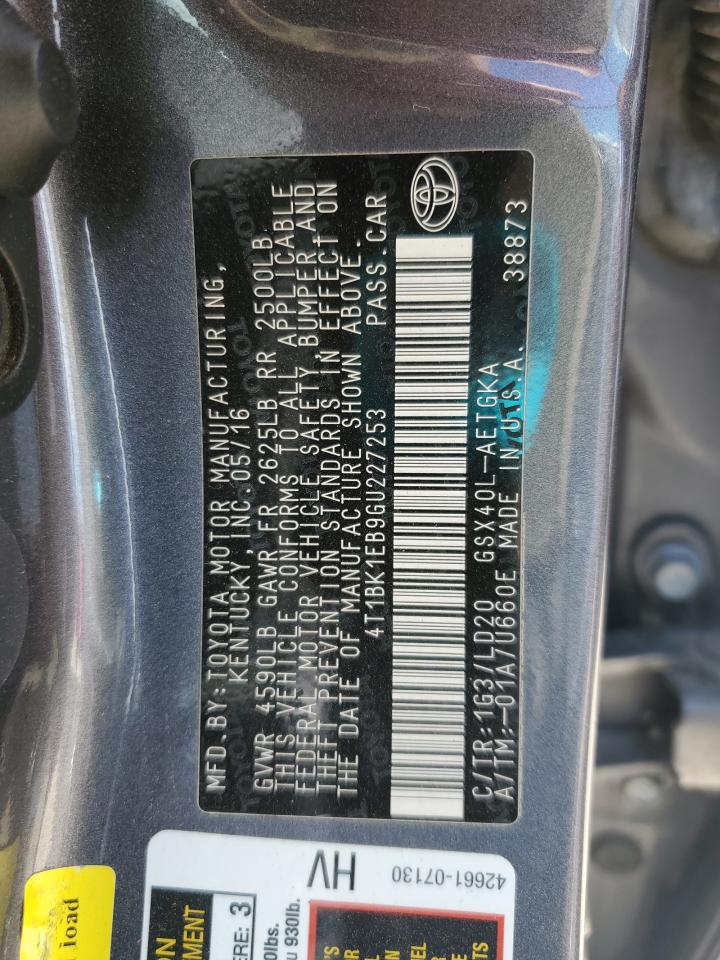 MFD. BY: TOYOTA MOTOR MANUFACTURING,
KENTUCKY, INC. 05/16
GVWR 4590LB GAWR FR 2625LB RR 2500LB
THIS VEHICLE CONFORMS TO ALL APPLICABLE
FEDERAL MOTOR VEHICLE SAFETY, BUMPER, AND
THEFT PREVENTION STANDARDS IN EFFECT ON
THE DATE OF MANUFACTURE SHOWN ABOVE.
4T1BK1EB9GU227253 PASS. CAR
C/TR: 1G3/LD20 GSX40L-AETGKA
A/TM: -01A/U660E MADE IN U.S.A. 38873
HV
42661-07130
ERE: 3
930lb.